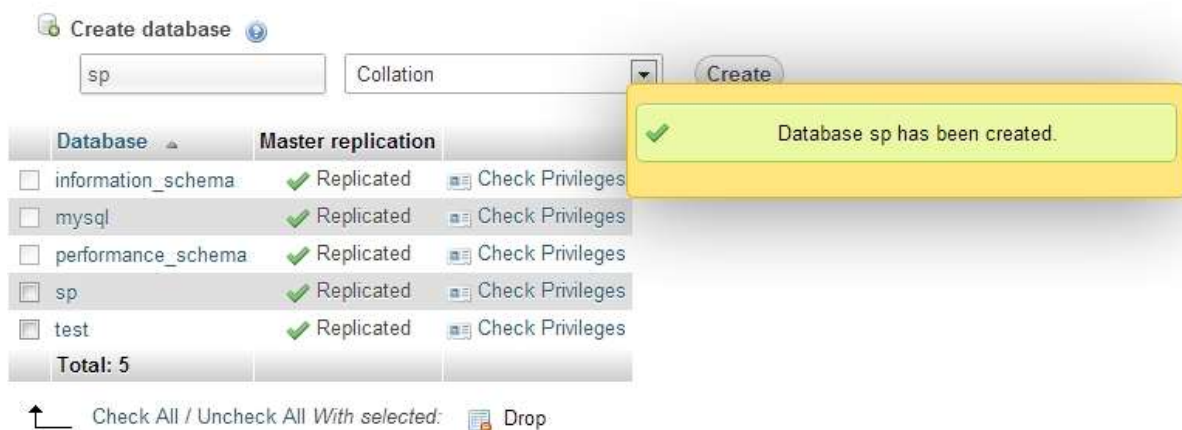 Create database
sp Collation Create
Database sp has been created.
Database Master replication
information_schema Replicated Check Privileges
mysql Replicated Check Privileges
performance_schema Replicated Check Privileges
sp Replicated Check Privileges
test Replicated Check Privileges
Total: 5
Check All / Uncheck All With selected: Drop